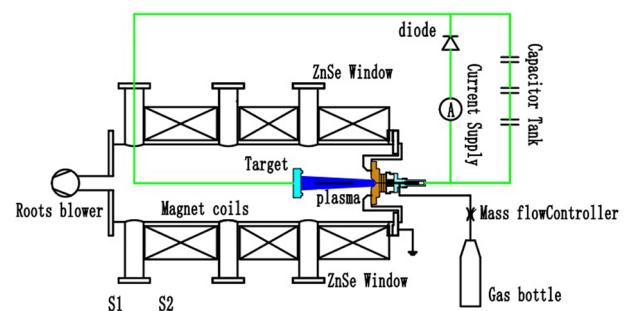 diode
ZnSe Window
Current Supply
Capacitor Tank
A
Target
plasma
Roots blower
Magnet coils
Mass flowController
ZnSe Window
Gas bottle
S1 S2